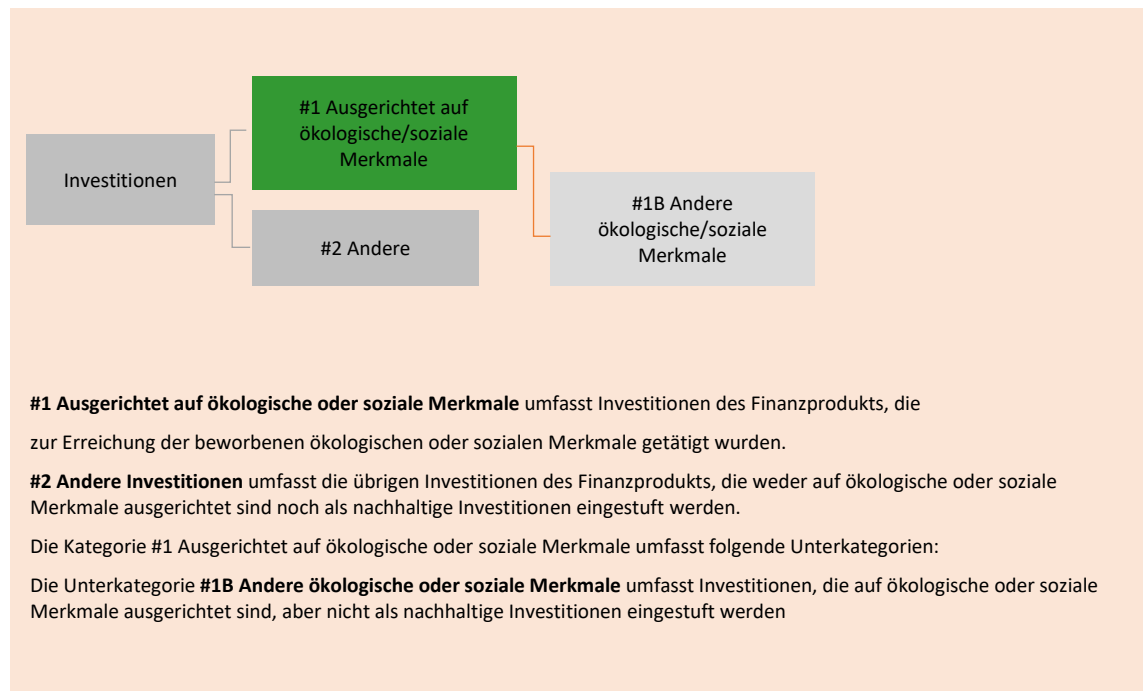 #1 Ausgerichtet auf
ökologische/soziale
Merkmale
Investitionen
#2 Andere
#1B Andere
ökologische/soziale
Merkmale
#1 Ausgerichtet auf ökologische oder soziale Merkmale umfasst Investitionen des Finanzprodukts, die
zur Erreichung der beworbenen ökologischen oder sozialen Merkmale getätigt wurden.
#2 Andere Investitionen umfasst die übrigen Investitionen des Finanzprodukts, die weder auf ökologische oder soziale
Merkmale ausgerichtet sind noch als nachhaltige Investitionen eingestuft werden.
Die Kategorie #1 Ausgerichtet auf ökologische oder soziale Merkmale umfasst folgende Unterkategorien:
Die Unterkategorie #1B Andere ökologische oder soziale Merkmale umfasst Investitionen, die auf ökologische oder soziale
Merkmale ausgerichtet sind, aber nicht als nachhaltige Investitionen eingestuft werden